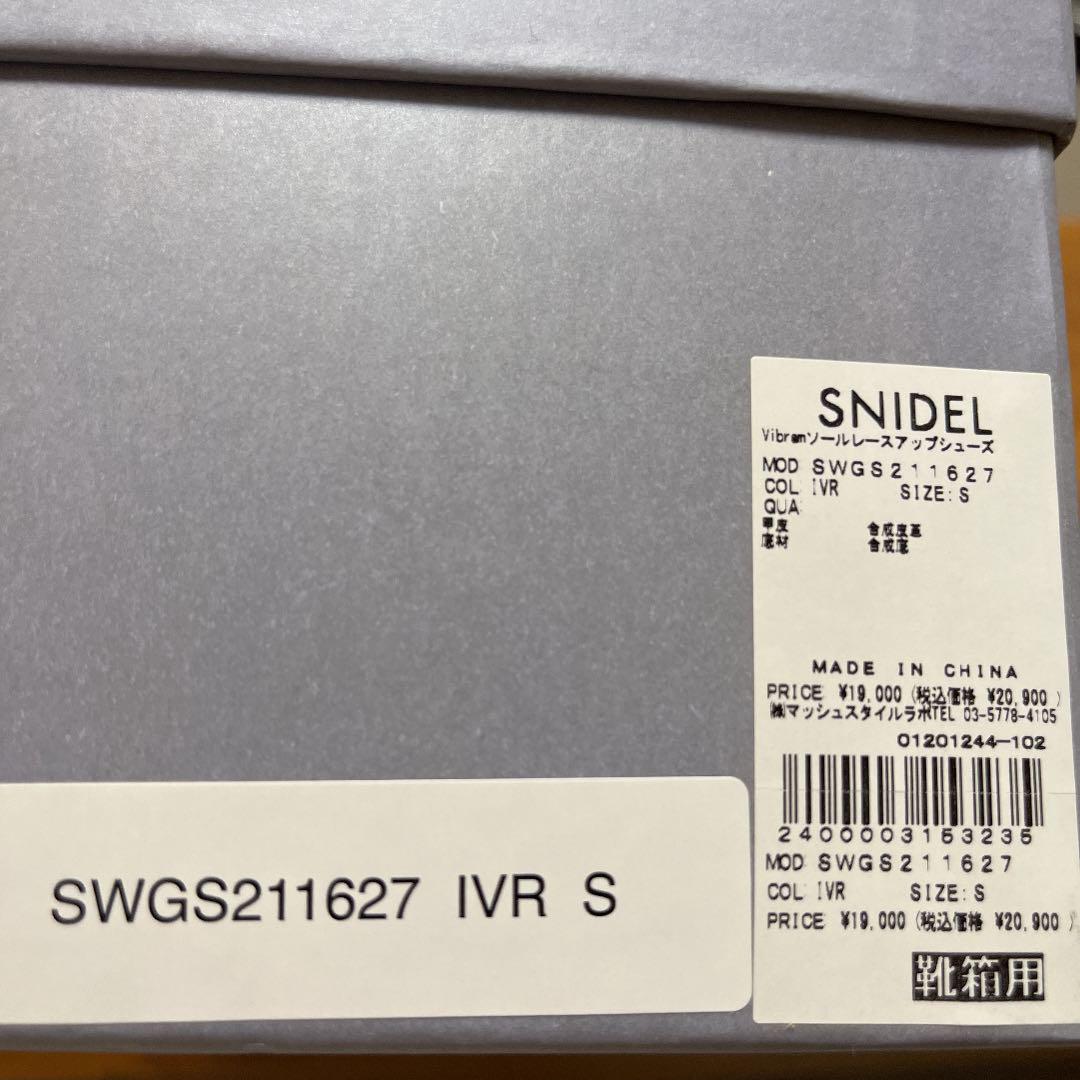 SNIDEL
Vibramソールレースアップシューズ
MOD SWGS211627
COL IVR SIZE:S
QUA
甲皮 合成皮革
底材 合成底
MADE IN CHINA
PRICE ¥19,000 (税込価格 ¥20,900 )
㈱マッシュスタイルラボTEL 03-5778-4105
01201244-102
2400003153235
MOD SWGS211627
COL IVR SIZE:S
PRICE ¥19,000 (税込価格 ¥20,900 )
靴箱用
SWGS211627 IVR S